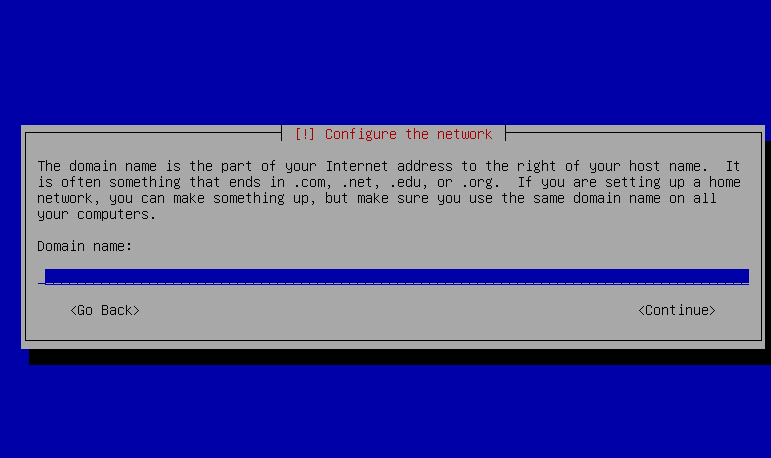 [!] Configure the network
The domain name is the part of your Internet address to the right of your host name.  It
is often something that ends in .com, .net, .edu, or .org.  If you are setting up a home
network, you can make something up, but make sure you use the same domain name on all
your computers.
Domain name:
<Go Back> <Continue>